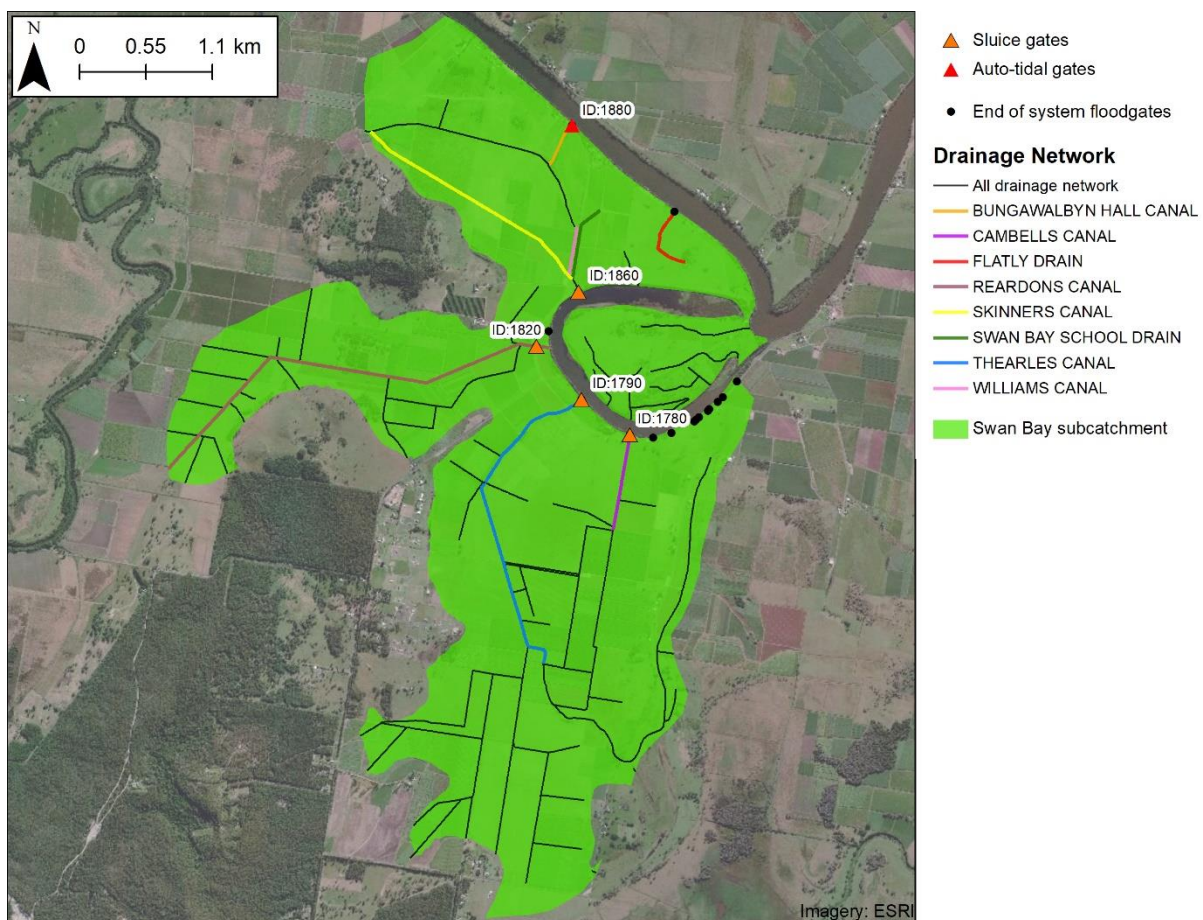 N
0 0.55 1.1 km
ID:1880
ID:1860
ID:1820
ID:1790
ID:1780
Imagery: ESRI
Sluice gates
Auto-tidal gates
End of system floodgates
Drainage Network
All drainage network
BUNGAWALBYN HALL CANAL
CAMBELLS CANAL
FLATLY DRAIN
REARDONS CANAL
SKINNERS CANAL
SWAN BAY SCHOOL DRAIN
THEARLES CANAL
WILLIAMS CANAL
Swan Bay subcatchment